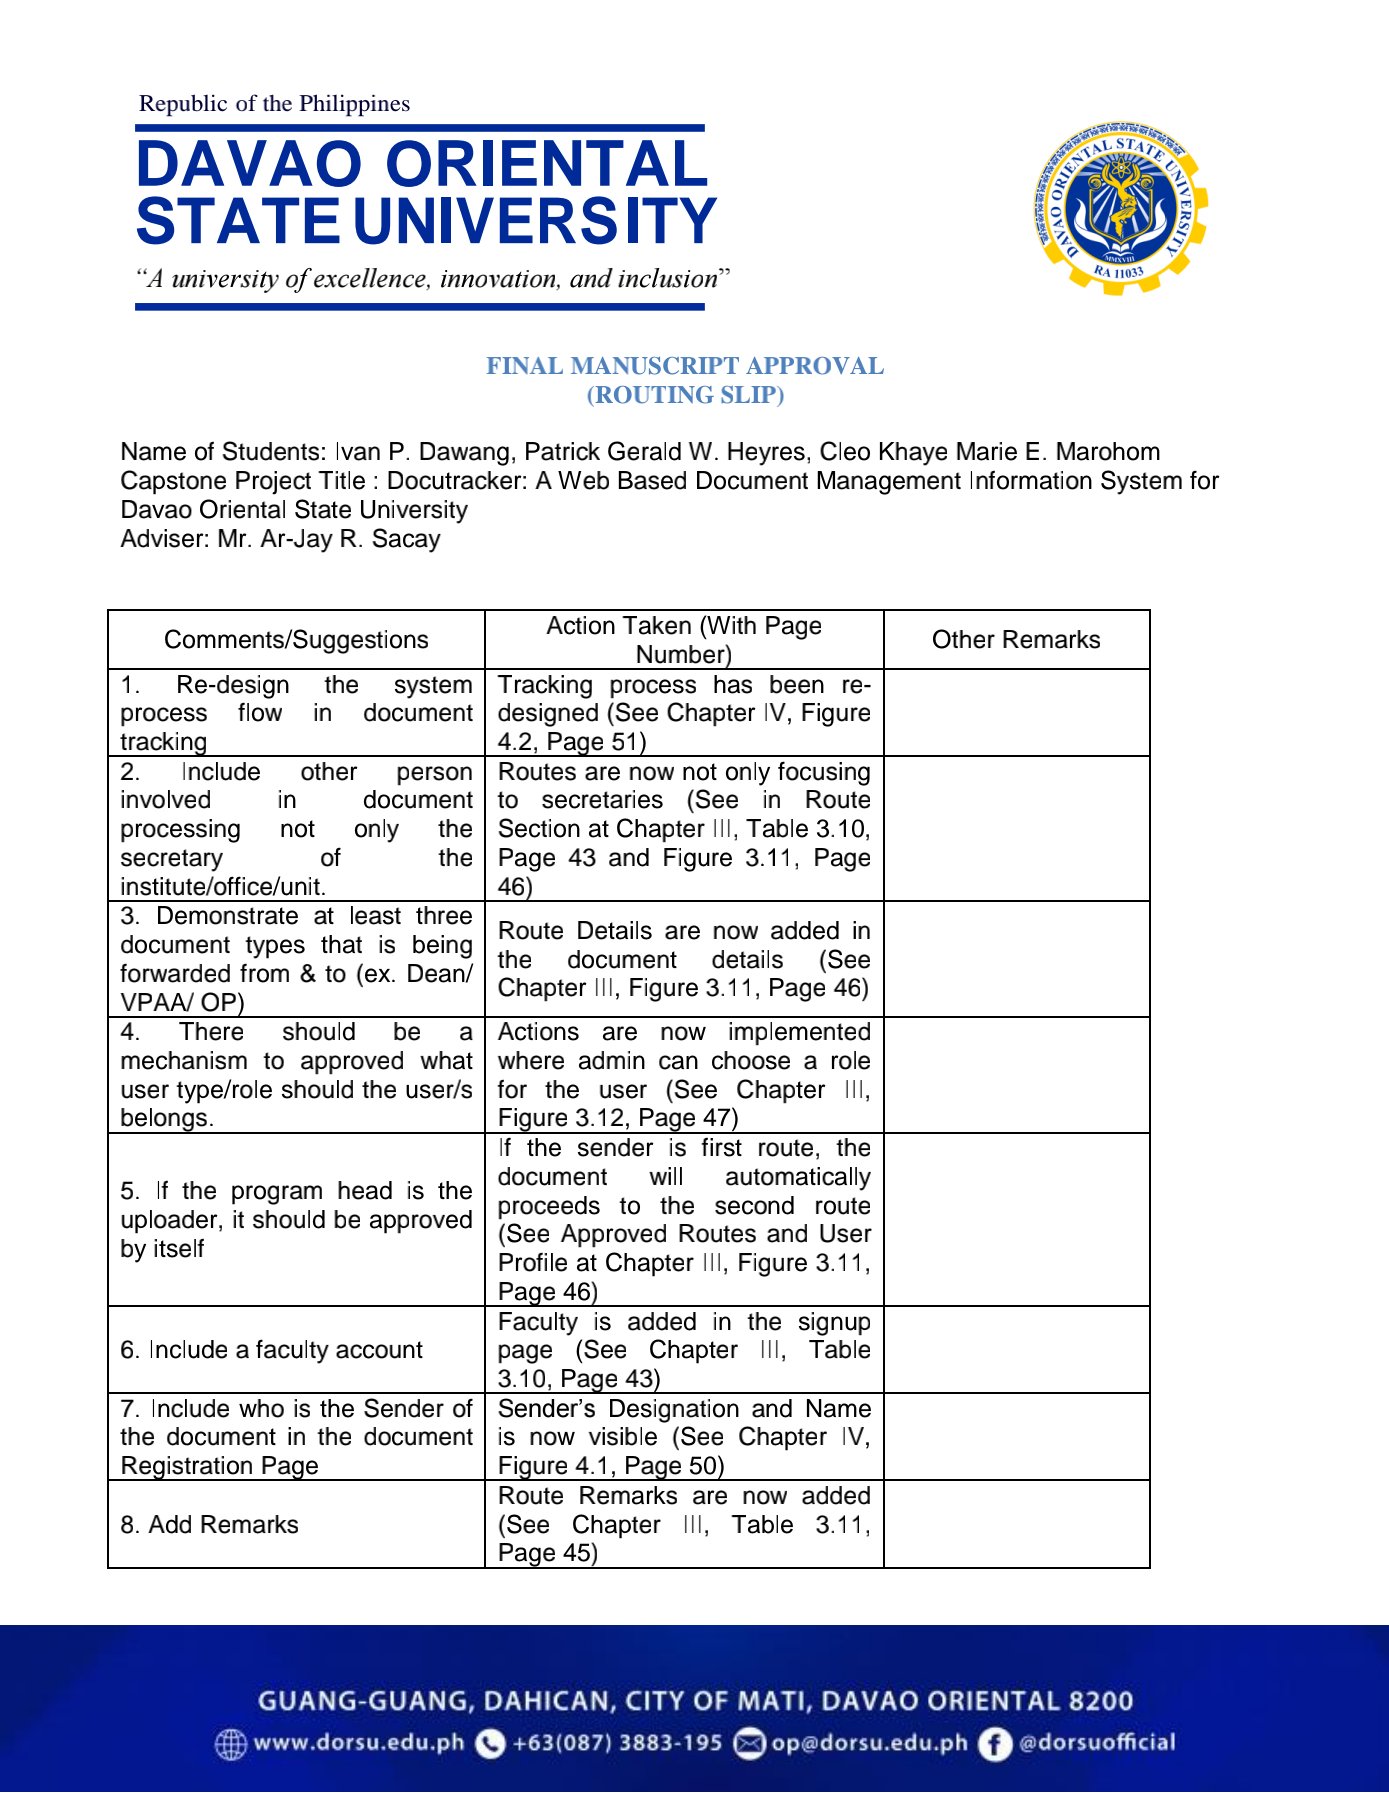 Republic of the Philippines
DAVAO ORIENTAL
STATE UNIVERSITY
“A university of excellence, innovation, and inclusion”
DAVAO ORIENTAL STATE UNIVERSITY
MMXVIII
RA 11033
FINAL MANUSCRIPT APPROVAL
(ROUTING SLIP)
Name of Students: Ivan P. Dawang, Patrick Gerald W. Heyres, Cleo Khaye Marie E. Marohom
Capstone Project Title : Docutracker: A Web Based Document Management Information System for
Davao Oriental State University
Adviser: Mr. Ar-Jay R. Sacay
Comments/Suggestions
Action Taken (With Page
Number)
Other Remarks
1. Re-design the system
process flow in document
tracking
Tracking process has been re-
designed (See Chapter IV, Figure
4.2, Page 51)
2. Include other person
involved in document
processing not only the
secretary of the
institute/office/unit.
Routes are now not only focusing
to secretaries (See in Route
Section at Chapter III, Table 3.10,
Page 43 and Figure 3.11, Page
46)
3. Demonstrate at least three
document types that is being
forwarded from & to (ex. Dean/
VPAA/ OP)
Route Details are now added in
the document details (See
Chapter III, Figure 3.11, Page 46)
4. There should be a
mechanism to approved what
user type/role should the user/s
belongs.
Actions are now implemented
where admin can choose a role
for the user (See Chapter III,
Figure 3.12, Page 47)
5. If the program head is the
uploader, it should be approved
by itself
If the sender is first route, the
document will automatically
proceeds to the second route
(See Approved Routes and User
Profile at Chapter III, Figure 3.11,
Page 46)
6. Include a faculty account
Faculty is added in the signup
page (See Chapter III, Table
3.10, Page 43)
7. Include who is the Sender of
the document in the document
Registration Page
Sender’s Designation and Name
is now visible (See Chapter IV,
Figure 4.1, Page 50)
8. Add Remarks
Route Remarks are now added
(See Chapter III, Table 3.11,
Page 45)
GUANG-GUANG, DAHICAN, CITY OF MATI, DAVAO ORIENTAL 8200
www.dorsu.edu.ph +63(087) 3883-195 op@dorsu.edu.ph @dorsuofficial